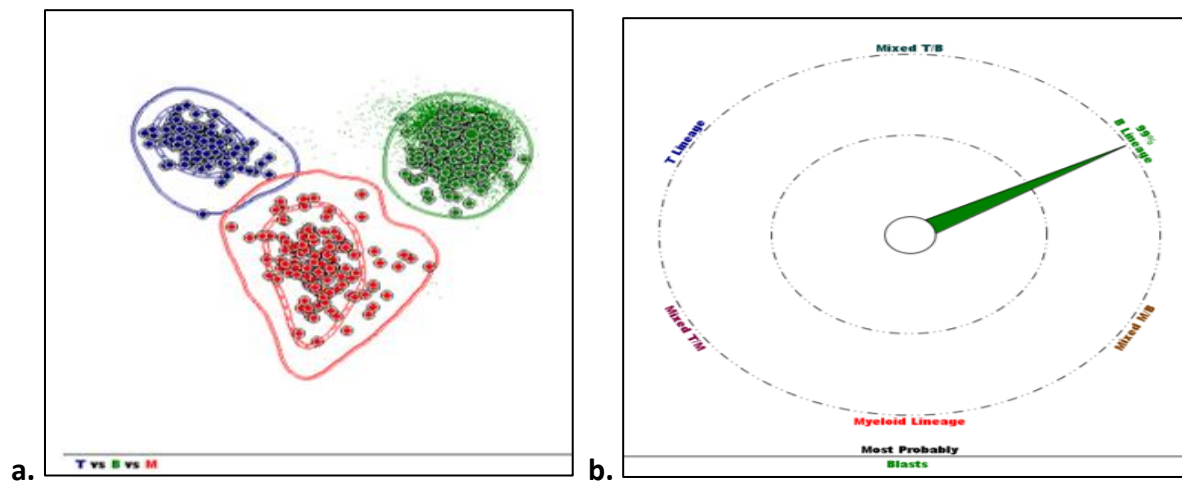 a.
T vs B vs M
b.
Mixed T/B
T Lineage
99%
B Lineage
Mixed T/M
Mixed M/B
Myeloid Lineage
Most Probably
Blasts